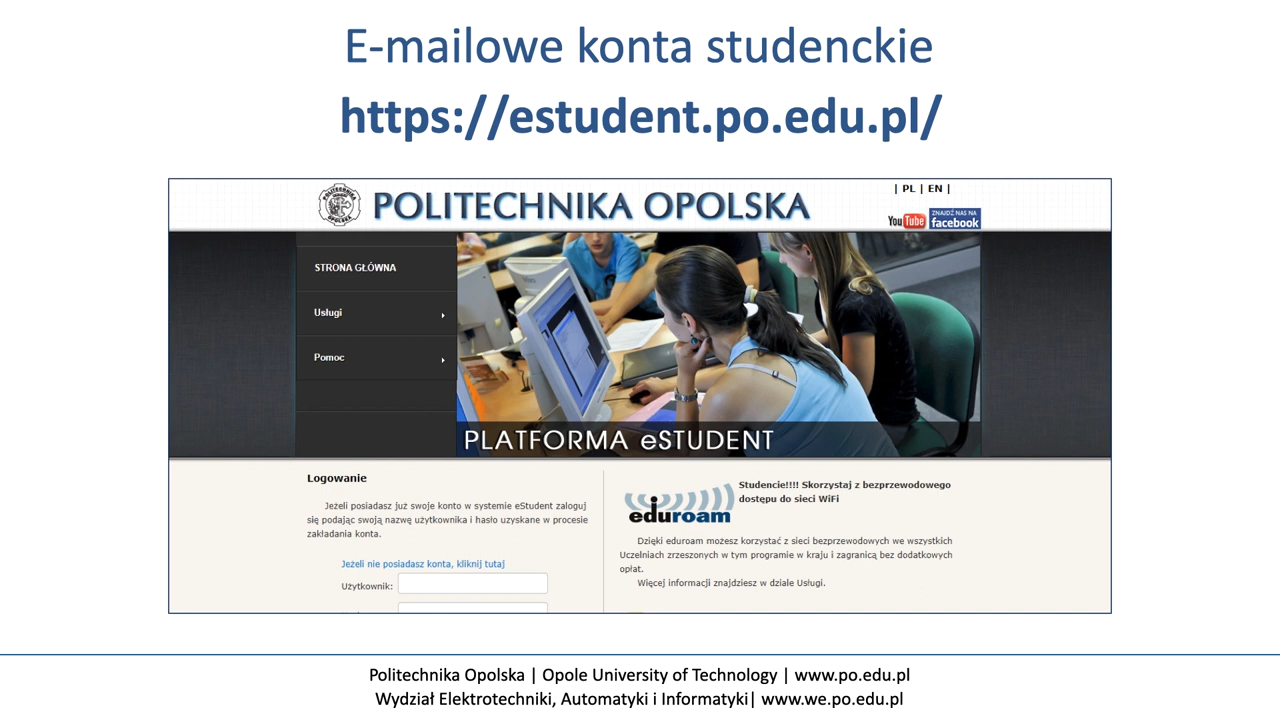 E-mailowe konta studenckie
https://estudent.po.edu.pl/
POLITECHNIKA OPOLSKA
| PL | EN |
YouTube
ZNAJDŹ NAS NA
facebook
STRONA GŁÓWNA
Usługi
Pomoc
PLATFORMA eSTUDENT
Logowanie
Jeżeli posiadasz już swoje konto w systemie eStudent zaloguj
się podając swoją nazwę użytkownika i hasło uzyskane w procesie
zakładania konta.
Jeżeli nie posiadasz konta, kliknij tutaj
Użytkownik:
eduroam
Studencie!!!! Skorzystaj z bezprzewodowego
dostępu do sieci WiFi
Dzięki eduroam możesz korzystać z sieci bezprzewodowych we wszystkich
Uczelniach zrzeszonych w tym programie w kraju i zagranicą bez dodatkowych
opłat.
Więcej informacji znajdziesz w dziale Usługi.
Politechnika Opolska | Opole University of Technology | www.po.edu.pl
Wydział Elektrotechniki, Automatyki i Informatyki| www.we.po.edu.pl